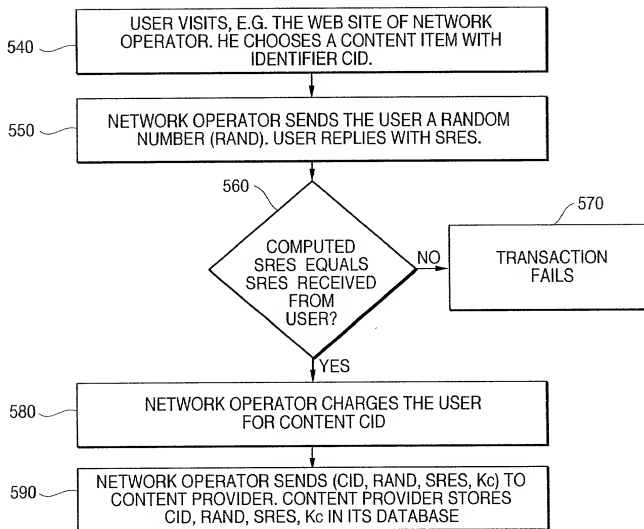 540
USER VISITS, E.G. THE WEB SITE OF NETWORK
OPERATOR. HE CHOOSES A CONTENT ITEM WITH
IDENTIFIER CID.
550
NETWORK OPERATOR SENDS THE USER A RANDOM
NUMBER (RAND). USER REPLIES WITH SRES.
560
COMPUTED
SRES EQUALS
SRES RECEIVED
FROM
USER?
NO
570
TRANSACTION
FAILS
YES
580
NETWORK OPERATOR CHARGES THE USER
FOR CONTENT CID
590
NETWORK OPERATOR SENDS (CID, RAND, SRES, Kc) TO
CONTENT PROVIDER. CONTENT PROVIDER STORES
CID, RAND, SRES, Kc IN ITS DATABASE